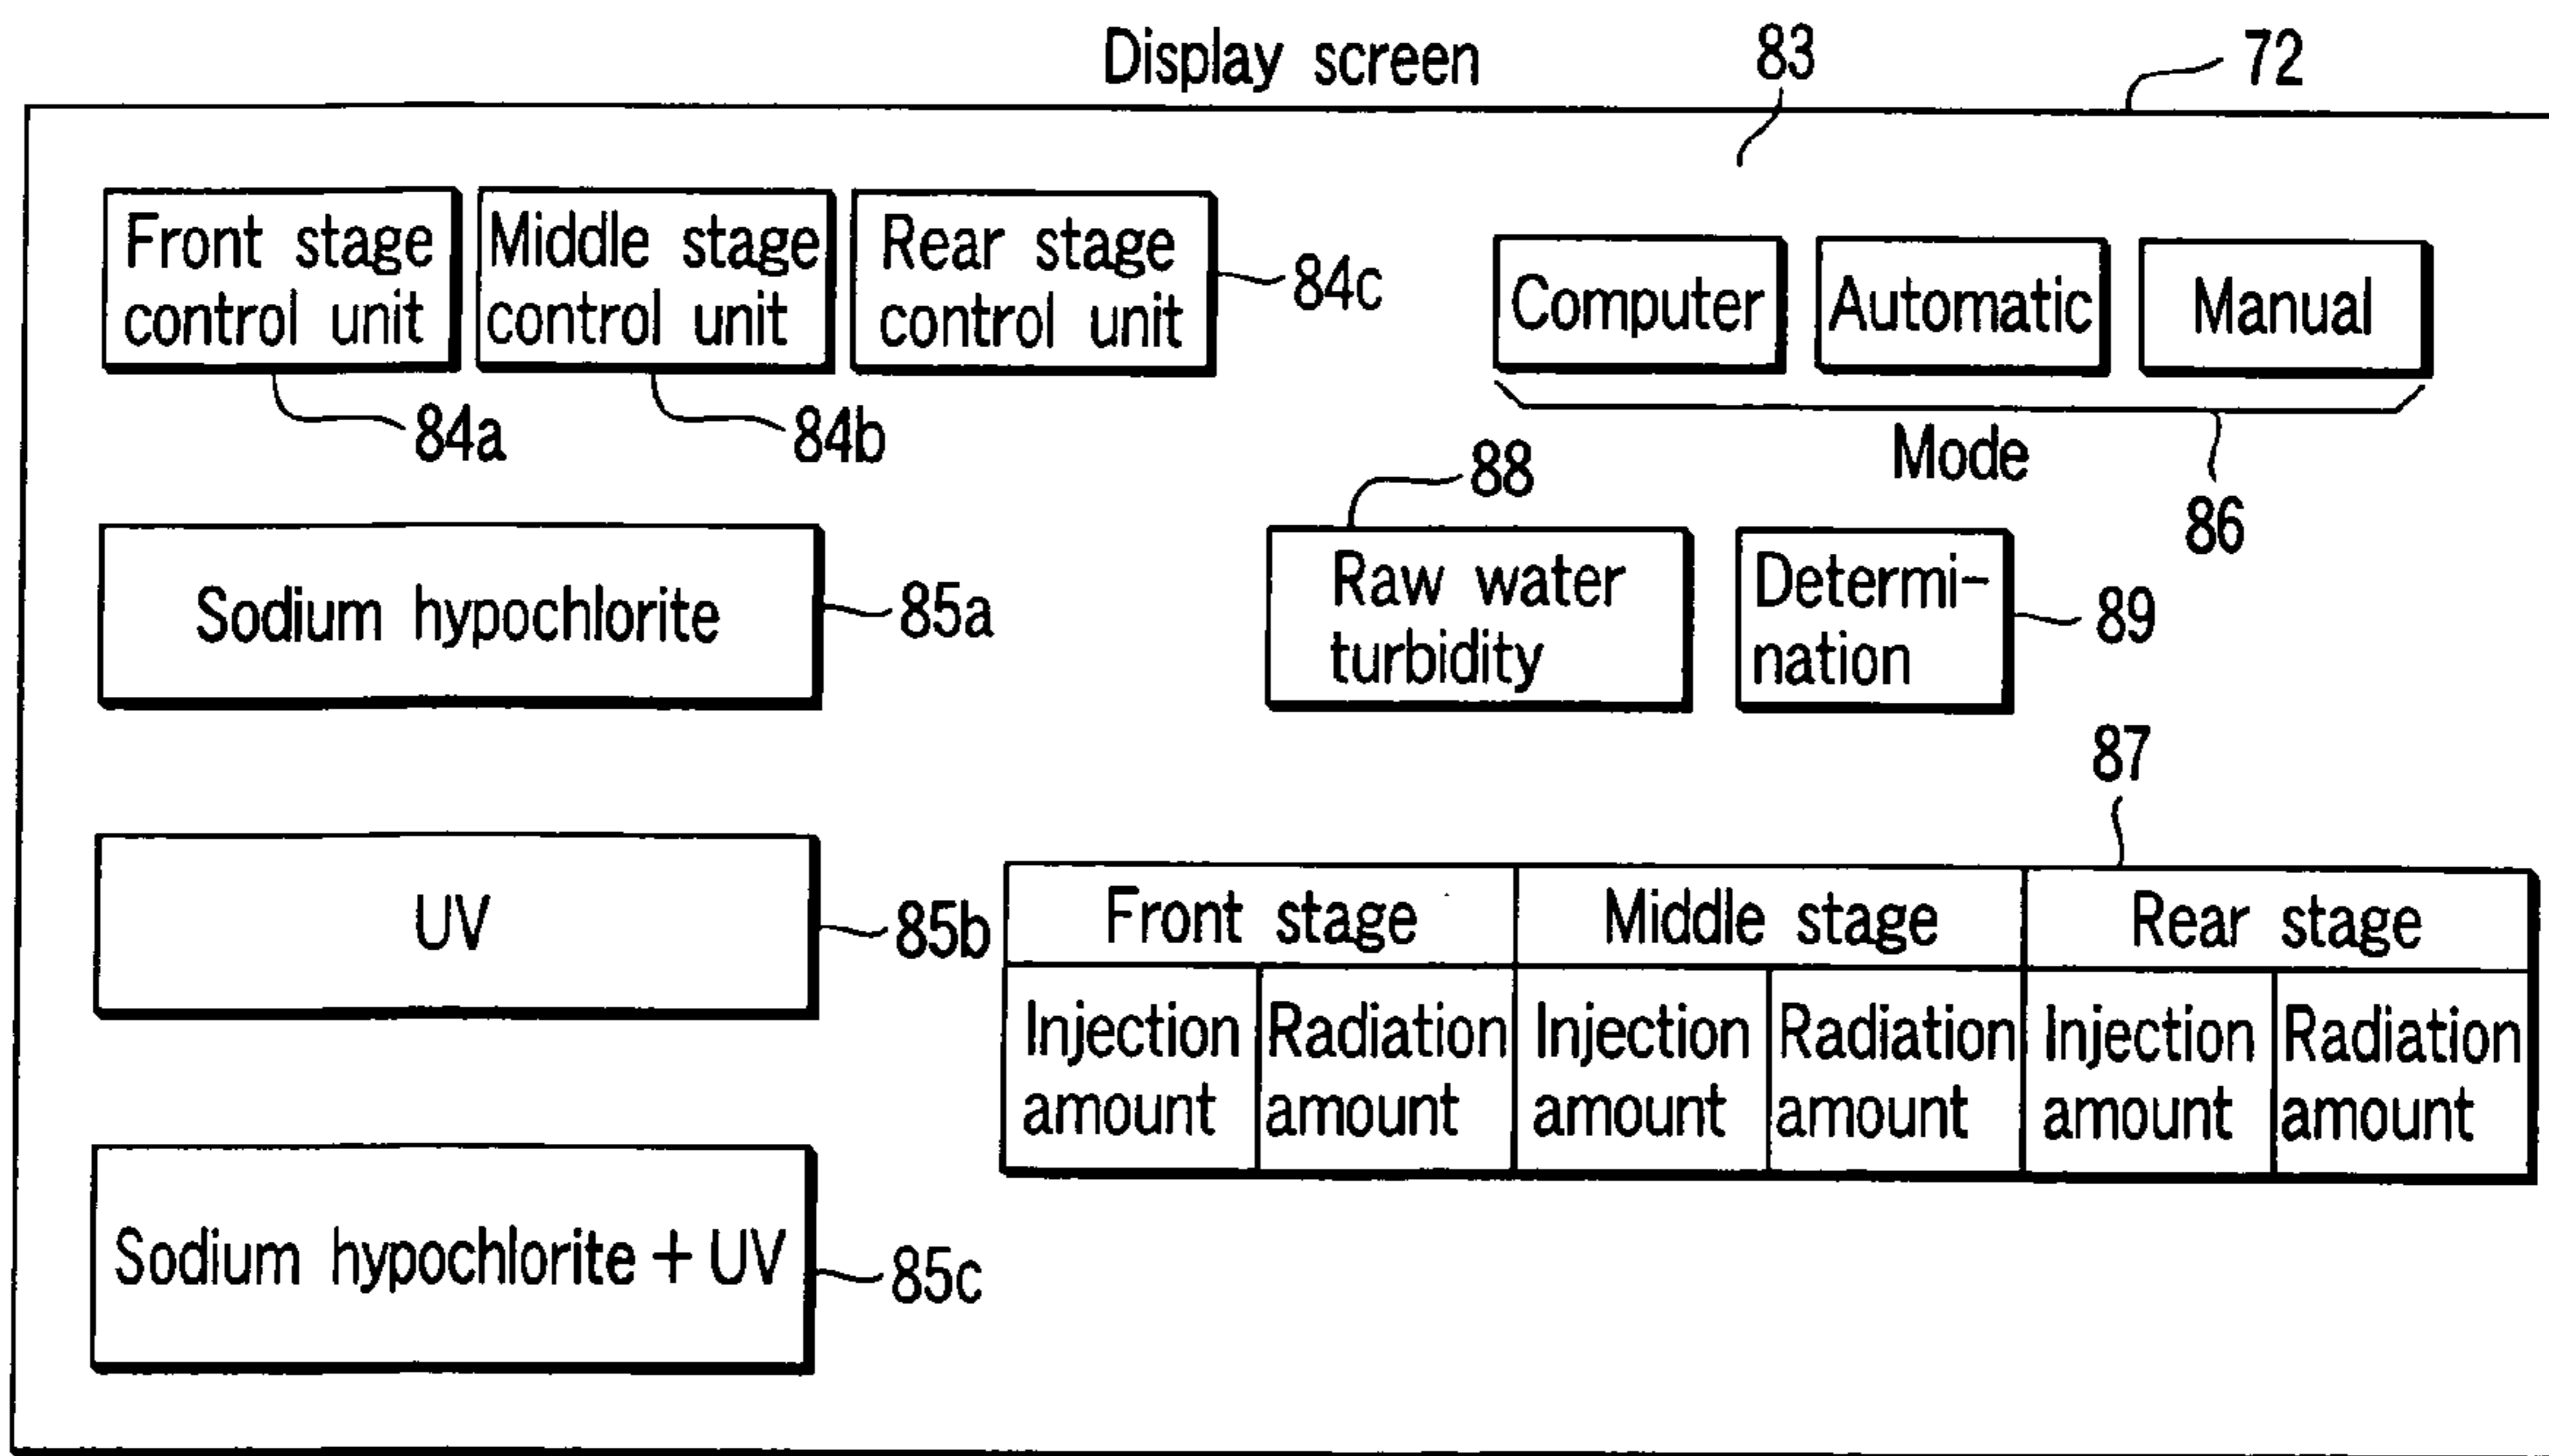 Display screen
83
72
Front stage
control unit
Middle stage
control unit
Rear stage
control unit
84c
84a
84b
Computer
Automatic
Manual
Mode
86
88
Raw water
turbidity
Determi-
nation
89
Sodium hypochlorite
85a
UV
85b
Sodium hypochlorite + UV
85c
87
Front stage
Middle stage
Rear stage
Injection
amount
Radiation
amount
Injection
amount
Radiation
amount
Injection
amount
Radiation
amount